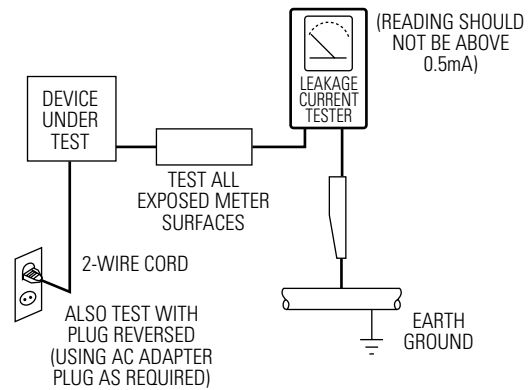 (READING SHOULD
NOT BE ABOVE
0.5mA)
DEVICE
UNDER
TEST
LEAKAGE
CURRENT
TESTER
TEST ALL
EXPOSED METER
SURFACES
2-WIRE CORD
ALSO TEST WITH
PLUG REVERSED
(USING AC ADAPTER
PLUG AS REQUIRED)
EARTH
GROUND